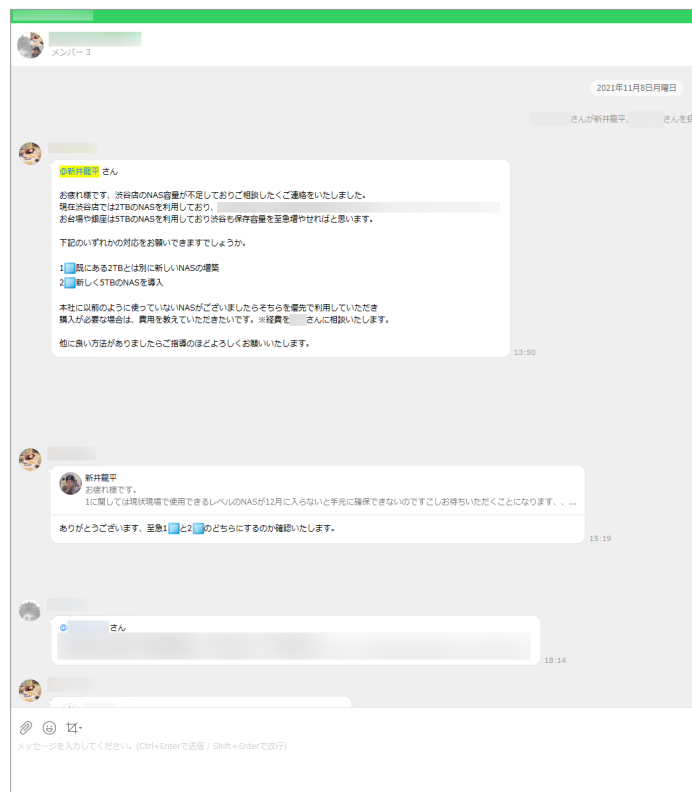 メンバー 3
2021年11月8日月曜日
さんが新井龍平, さんを招
@新井龍平 さん
お疲れ様です、渋谷店のNAS容量が不足しておりご相談したくご連絡をいたしました。
現在渋谷店では2TBのNASを利用しており、
お台場や銀座は5TBのNASを利用しており渋谷も保存容量を至急増やせればと思います。
下記のいずれかの対応をお願いできますでしょうか。
1 既にある2TBとは別に新しいNASの増築
2 新しく5TBのNASを導入
本社に以前のように使っていないNASがございましたらそちらを優先で利用していただき
購入が必要な場合は、費用を教えていただきたいです。※経費を さんに相談いたします。
他に良い方法がありましたらご指導のほどよろしくお願いいたします。
13:50
新井龍平
お疲れ様です。
1に関しては現状現場で使用できるレベルのNASが12月に入らないと手元に確保できないのですこしお待ちいただくことになります、、...
ありがとうございます、至急1 と2 のどちらにするのか確認いたします。
15:19
@ さん
18:14
メッセージを入力してください。(Ctrl+Enterで送信 / Shift+Enterで改行)